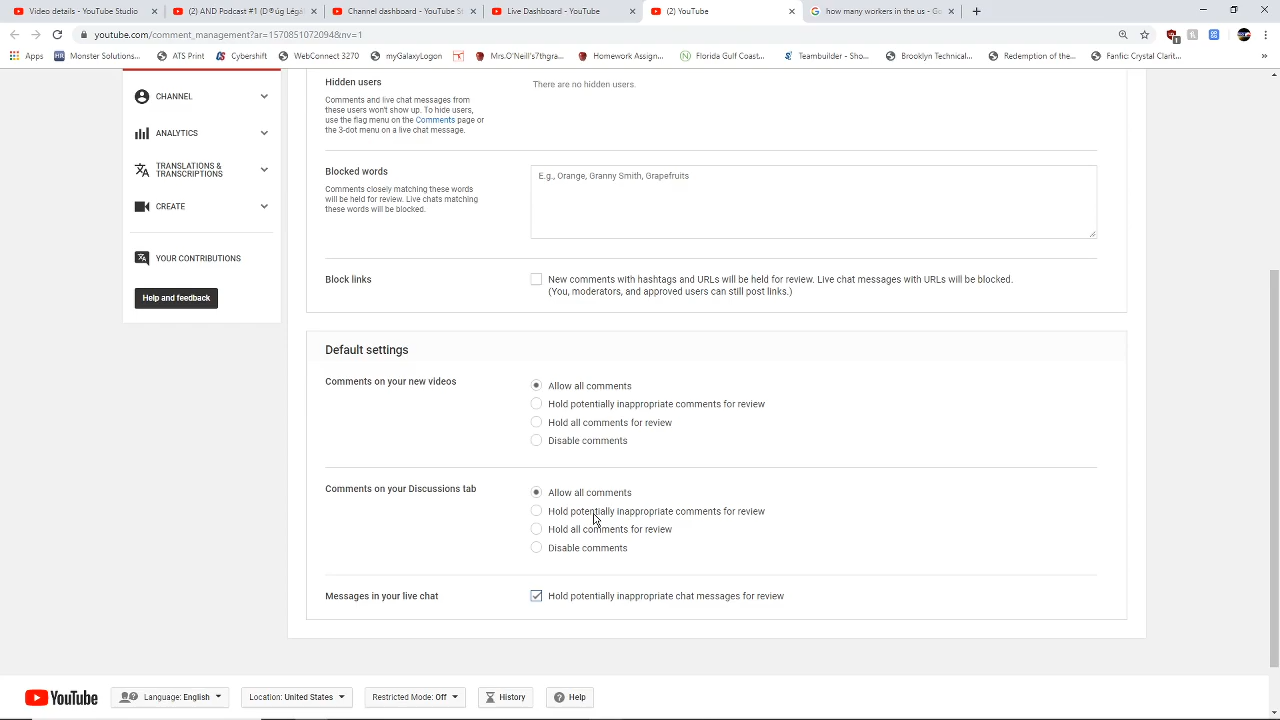 Video details - YouTube Studio
(2) AND Podcast #1 (D®úg Légal
Channel dashboard - YouTube St
Live Dashboard - YouTube
(2) YouTube
how many workers in the us - Go
youtube.com/comment_management?ar=1570851072094&nv=1
Apps
Monster Solutions...
ATS Print
Cybershift
WebConnect 3270
myGalaxyLogon
Mrs.O'Neill's7thgra...
Homework Assign...
Florida Gulf Coast...
Teambuilder - Sho...
Brooklyn Technical...
Redemption of the...
Fanfic: Crystal Clarit...
»
CHANNEL
ANALYTICS
TRANSLATIONS &
TRANSCRIPTIONS
CREATE
YOUR CONTRIBUTIONS
Help and feedback
Hidden users
Comments and live chat messages from
these users won't show up. To hide users,
use the flag menu on the Comments page or
the 3-dot menu on a live chat message.
There are no hidden users.
Blocked words
Comments closely matching these words
will be held for review. Live chats matching
these words will be blocked.
E.g., Orange, Granny Smith, Grapefruits
Block links
New comments with hashtags and URLs will be held for review. Live chat messages with URLs will be blocked.
(You, moderators, and approved users can still post links.)
Default settings
Comments on your new videos
Allow all comments
Hold potentially inappropriate comments for review
Hold all comments for review
Disable comments
Comments on your Discussions tab
Allow all comments
Hold potentially inappropriate comments for review
Hold all comments for review
Disable comments
Messages in your live chat
Hold potentially inappropriate chat messages for review
YouTube
Language: English
Location: United States
Restricted Mode: Off
History
Help